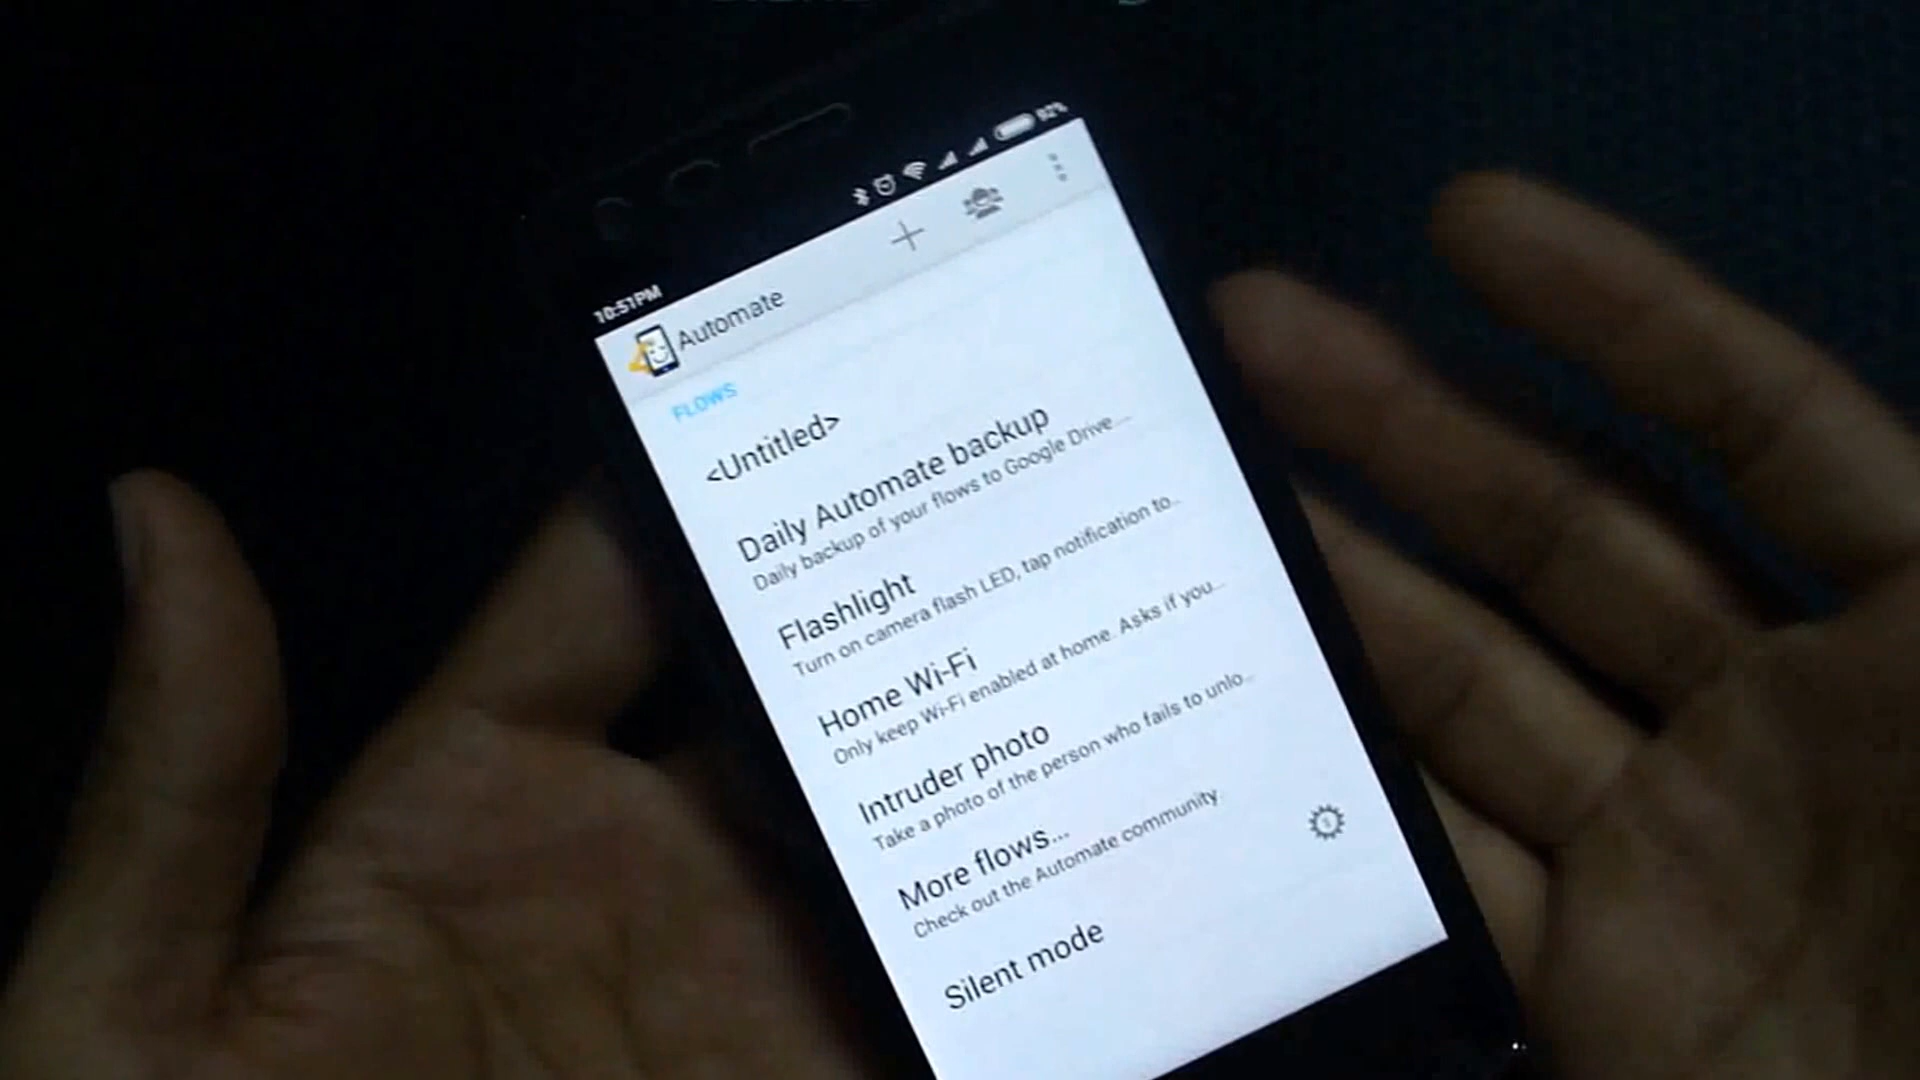 10:51PM
92%
Automate
FLOWS
<Untitled>
Daily Automate backup
Daily backup of your flows to Google Drive...
Flashlight
Turn on camera flash LED, tap notification to...
Home Wi-Fi
Only keep Wi-Fi enabled at home. Asks if you...
Intruder photo
Take a photo of the person who fails to unlo...
More flows...
Check out the Automate community.
Silent mode